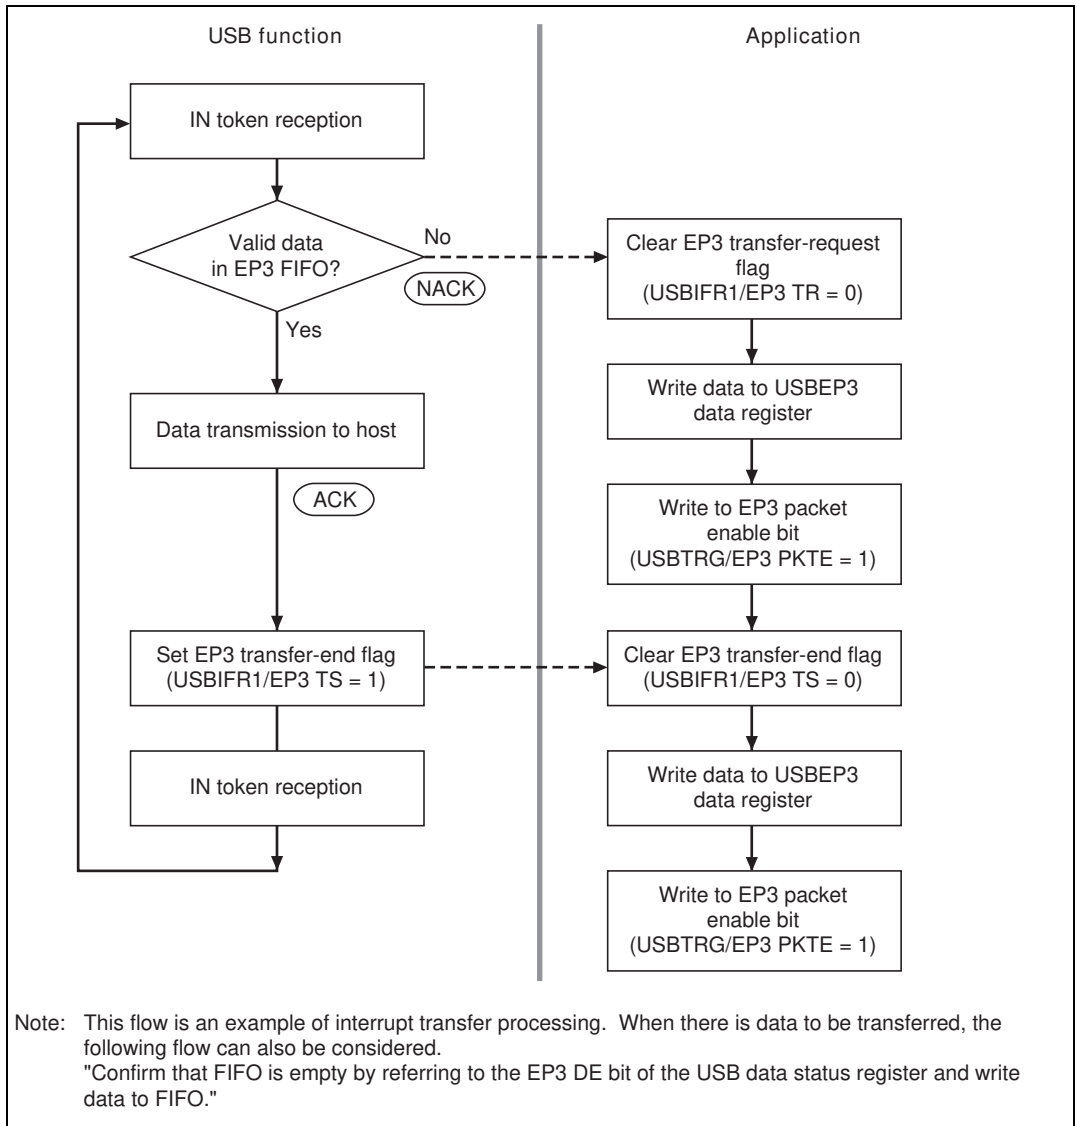 USB function
Application
IN token reception
Valid data
in EP3 FIFO?
No
NACK
Yes
Data transmission to host
ACK
Set EP3 transfer-end flag
(USBIFR1/EP3 TS = 1)
IN token reception
Clear EP3 transfer-request
flag
(USBIFR1/EP3 TR = 0)
Write data to USBEP3
data register
Write to EP3 packet
enable bit
(USBTRG/EP3 PKTE = 1)
Clear EP3 transfer-end flag
(USBIFR1/EP3 TS = 0)
Write data to USBEP3
data register
Write to EP3 packet
enable bit
(USBTRG/EP3 PKTE = 1)
Note: This flow is an example of interrupt transfer processing. When there is data to be transferred, the
following flow can also be considered.
"Confirm that FIFO is empty by referring to the EP3 DE bit of the USB data status register and write
data to FIFO."